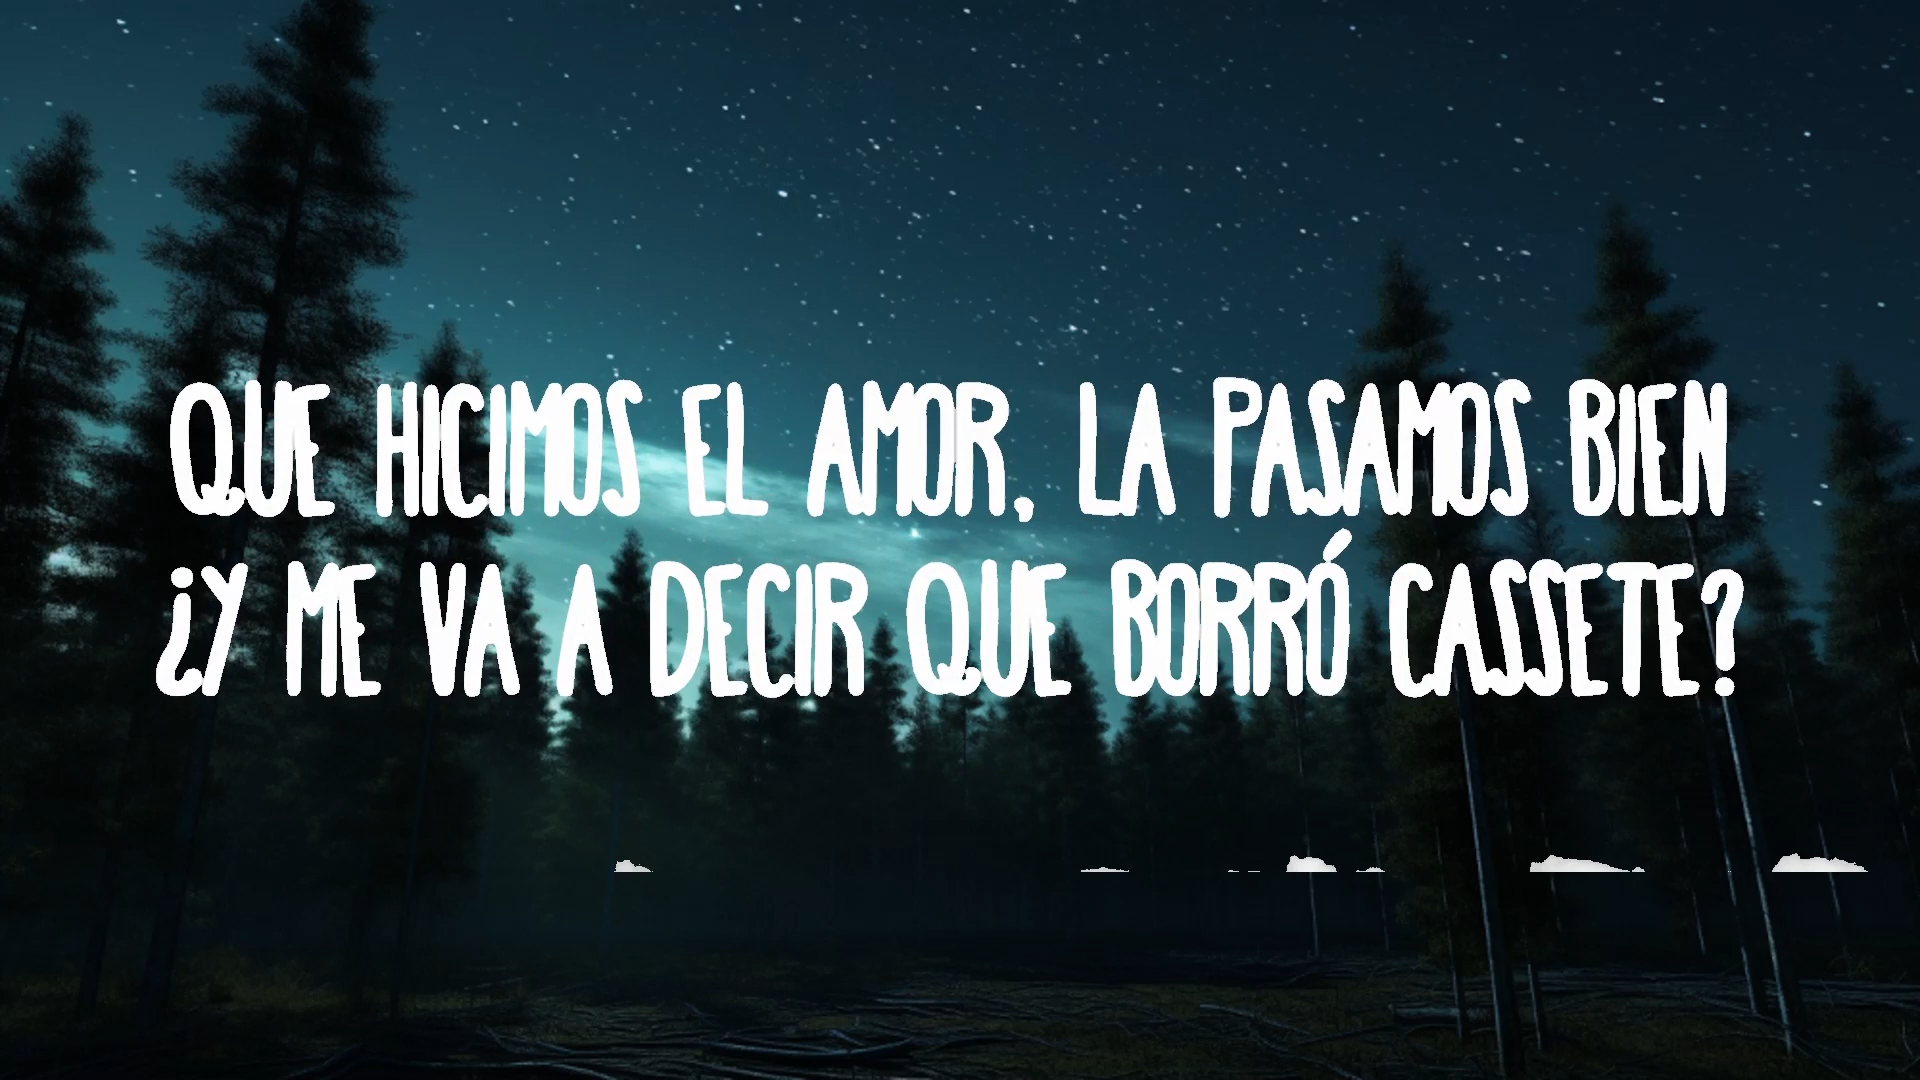 QUE HICIMOS EL AMOR, LA PASAMOS BIEN
¿Y ME VA A DECIR QUE BORRÓ CASSETE?